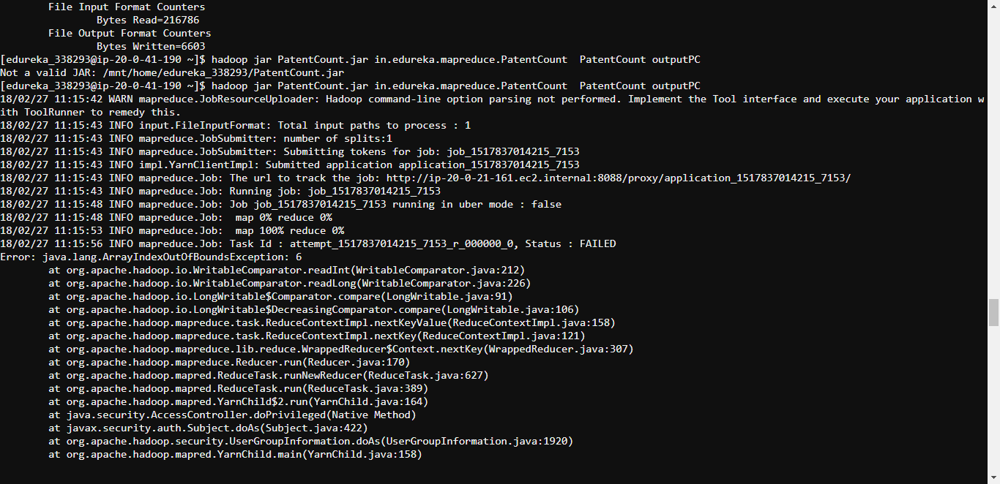 File Input Format Counters
Bytes Read=216786
File Output Format Counters
Bytes Written=6603
[edureka_338293@ip-20-0-41-190 ~]$ hadoop jar PatentCount.jar in.edureka.mapreduce.PatentCount  PatentCount outputPC
Not a valid JAR: /mnt/home/edureka_338293/PatentCount.jar
[edureka_338293@ip-20-0-41-190 ~]$ hadoop jar PatentCount.jar in.edureka.mapreduce.PatentCount  PatentCount outputPC
18/02/27 11:15:42 WARN mapreduce.JobResourceUploader: Hadoop command-line option parsing not performed. Implement the Tool interface and execute your application w
ith ToolRunner to remedy this.
18/02/27 11:15:43 INFO input.FileInputFormat: Total input paths to process : 1
18/02/27 11:15:43 INFO mapreduce.JobSubmitter: number of splits:1
18/02/27 11:15:43 INFO mapreduce.JobSubmitter: Submitting tokens for job: job_1517837014215_7153
18/02/27 11:15:43 INFO impl.YarnClientImpl: Submitted application application_1517837014215_7153
18/02/27 11:15:43 INFO mapreduce.Job: The url to track the job: http://ip-20-0-21-161.ec2.internal:8088/proxy/application_1517837014215_7153/
18/02/27 11:15:43 INFO mapreduce.Job: Running job: job_1517837014215_7153
18/02/27 11:15:48 INFO mapreduce.Job: Job job_1517837014215_7153 running in uber mode : false
18/02/27 11:15:48 INFO mapreduce.Job:  map 0% reduce 0%
18/02/27 11:15:53 INFO mapreduce.Job:  map 100% reduce 0%
18/02/27 11:15:56 INFO mapreduce.Job: Task Id : attempt_1517837014215_7153_r_000000_0, Status : FAILED
Error: java.lang.ArrayIndexOutOfBoundsException: 6
at org.apache.hadoop.io.WritableComparator.readInt(WritableComparator.java:212)
at org.apache.hadoop.io.WritableComparator.readLong(WritableComparator.java:226)
at org.apache.hadoop.io.LongWritable$Comparator.compare(LongWritable.java:91)
at org.apache.hadoop.io.LongWritable$DecreasingComparator.compare(LongWritable.java:106)
at org.apache.hadoop.mapreduce.task.ReduceContextImpl.nextKeyValue(ReduceContextImpl.java:158)
at org.apache.hadoop.mapreduce.task.ReduceContextImpl.nextKey(ReduceContextImpl.java:121)
at org.apache.hadoop.mapreduce.lib.reduce.WrappedReducer$Context.nextKey(WrappedReducer.java:307)
at org.apache.hadoop.mapreduce.Reducer.run(Reducer.java:170)
at org.apache.hadoop.mapred.ReduceTask.runNewReducer(ReduceTask.java:627)
at org.apache.hadoop.mapred.ReduceTask.run(ReduceTask.java:389)
at org.apache.hadoop.mapred.YarnChild$2.run(YarnChild.java:164)
at java.security.AccessController.doPrivileged(Native Method)
at javax.security.auth.Subject.doAs(Subject.java:422)
at org.apache.hadoop.security.UserGroupInformation.doAs(UserGroupInformation.java:1920)
at org.apache.hadoop.mapred.YarnChild.main(YarnChild.java:158)